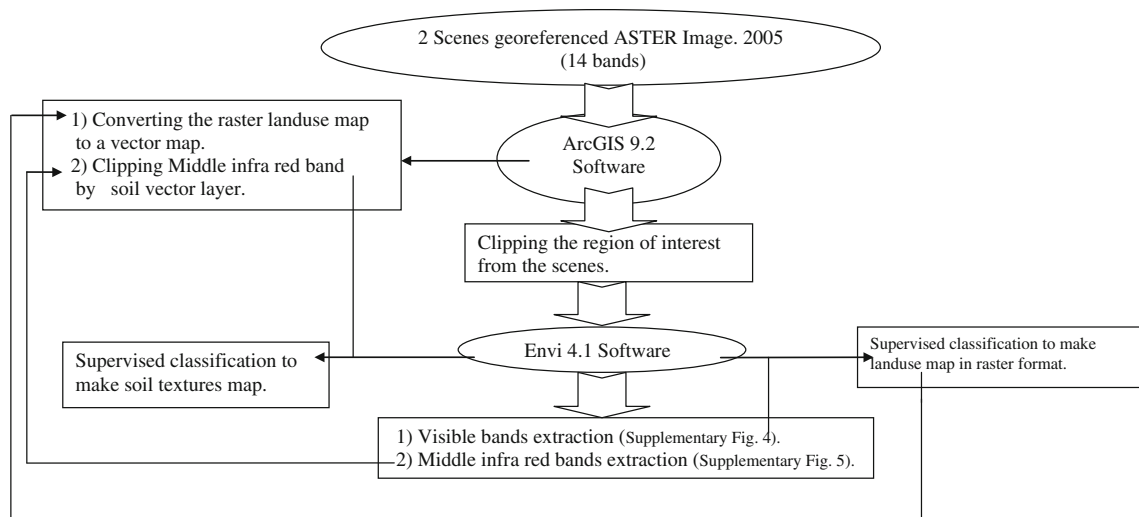 2 Scenes georeferenced ASTER Image. 2005
(14 bands)
1) Converting the raster landuse map
to a vector map.
2) Clipping Middle infra red band
by soil vector layer.
ArcGIS 9.2
Software
Clipping the region of interest
from the scenes.
Envi 4.1 Software
Supervised classification to
make soil textures map.
Supervised classification to make
landuse map in raster format.
1) Visible bands extraction (Supplementary Fig. 4).
2) Middle infra red bands extraction (Supplementary Fig. 5).